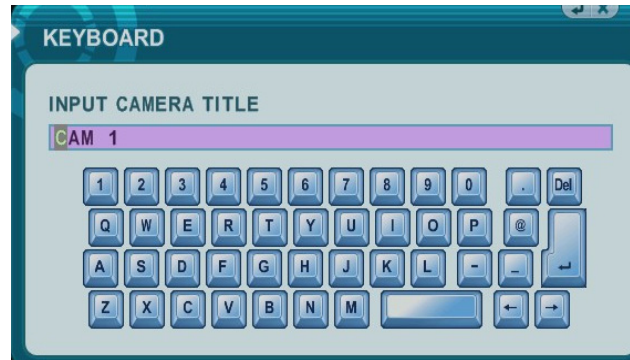 KEYBOARD
INPUT CAMERA TITLE
CAM 1
1 2 3 4 5 6 7 8 9 0 . Del
Q W E R T Y U I O P @
A S D F G H J K L - _ ↵
Z X C V B N M ← →